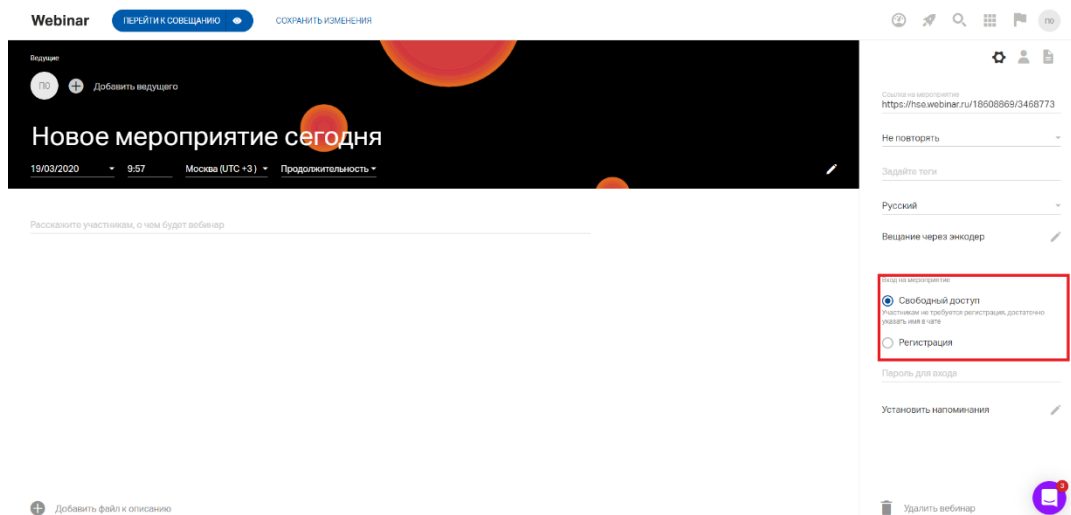 Webinar
ПЕРЕЙТИ К СОВЕЩАНИЮ
СОХРАНИТЬ ИЗМЕНЕНИЯ
ПО
Ведущие
ПО
Добавить ведущего
Новое мероприятие сегодня
19/03/2020
9:57
Москва (UTC +3)
Продолжительность
Расскажите участникам, о чем будет вебинар
Добавить файл к описанию
Ссылка на мероприятие
https://hse.webinar.ru/18608869/3468773
Не повторять
Задайте теги
Русский
Вещание через энкодер
Вход на мероприятие
Свободный доступ
Участникам не требуется регистрация, достаточно
указать имя в чате
Регистрация
Пароль для входа
Установить напоминания
Удалить вебинар
3